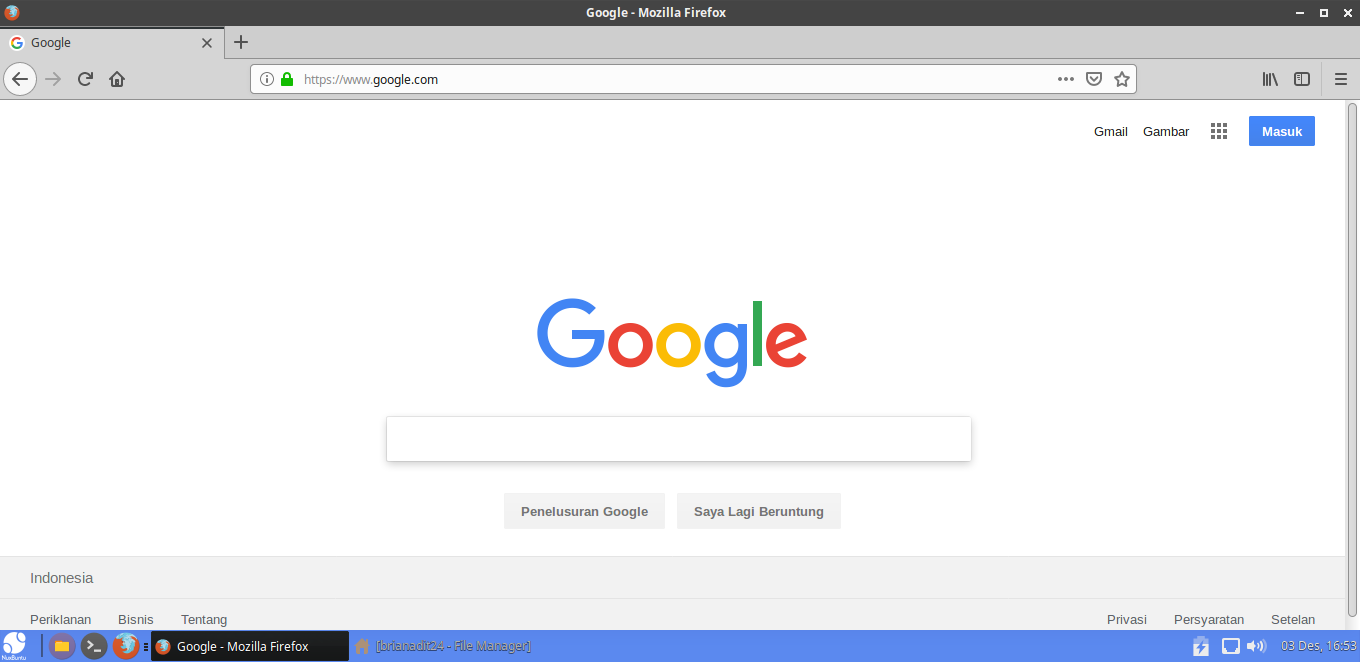 Google - Mozilla Firefox
Google
https://www.google.com
Gmail Gambar Masuk
Google
Penelusuran Google Saya Lagi Beruntung
Indonesia
Periklanan Bisnis Tentang Privasi Persyaratan Setelan
NusBuntu Google - Mozilla Firefox [brianadit24 - File Manager] 03 Des, 16:53